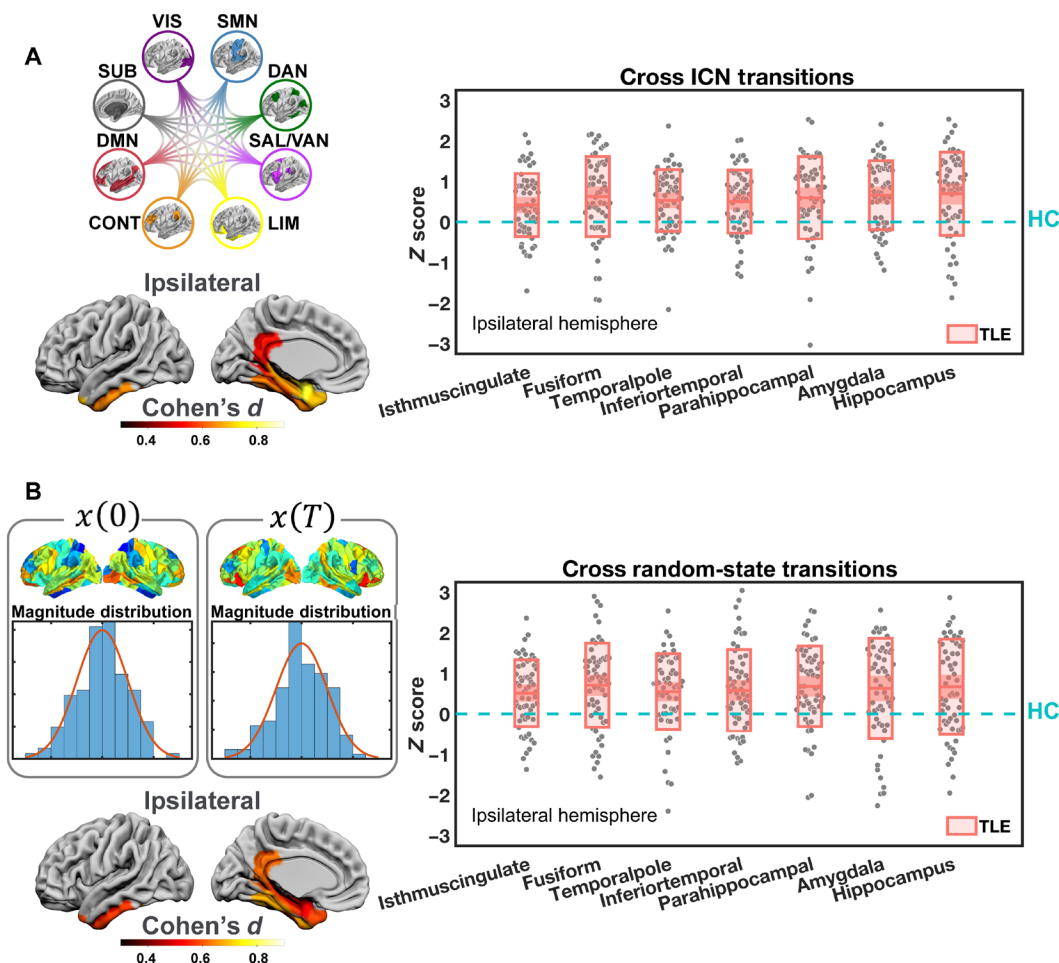 A
VIS
SMN
SUB
DAN
DMN
SAL/VAN
CONT
LIM
Ipsilateral
Cohen's d
0.4 0.6 0.8
Cross ICN transitions
Z score
3
2
1
0
−1
−2
−3
HC
Ipsilateral hemisphere
TLE
Isthmuscingulate
Fusiform
Temporalpole
Inferiortemporal
Parahippocampal
Amygdala
Hippocampus
B
x(0)
x(T)
Magnitude distribution
Magnitude distribution
Ipsilateral
Cohen's d
0.4 0.6 0.8
Cross random-state transitions
Z score
3
2
1
0
−1
−2
−3
HC
Ipsilateral hemisphere
TLE
Isthmuscingulate
Fusiform
Temporalpole
Inferiortemporal
Parahippocampal
Amygdala
Hippocampus